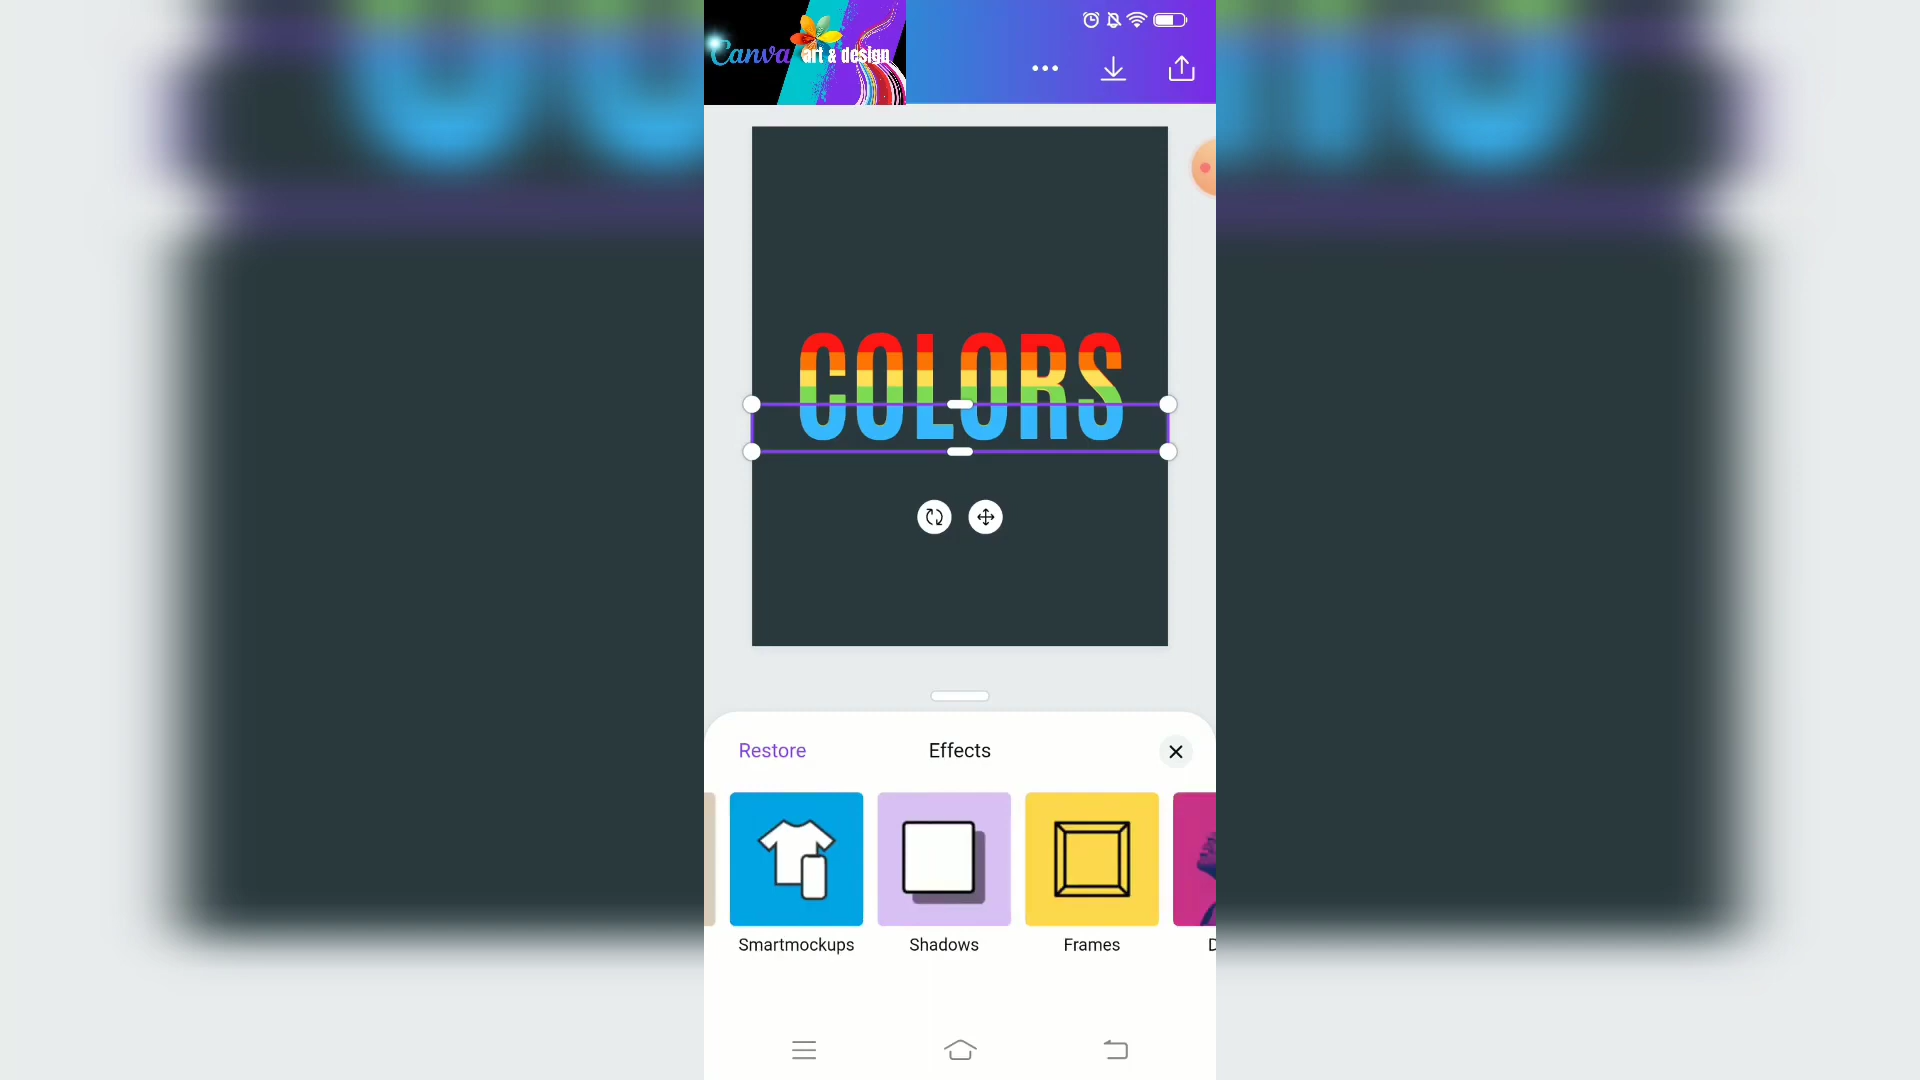 Canva art & design
COLORS
Restore
Effects
Smartmockups
Shadows
Frames
D